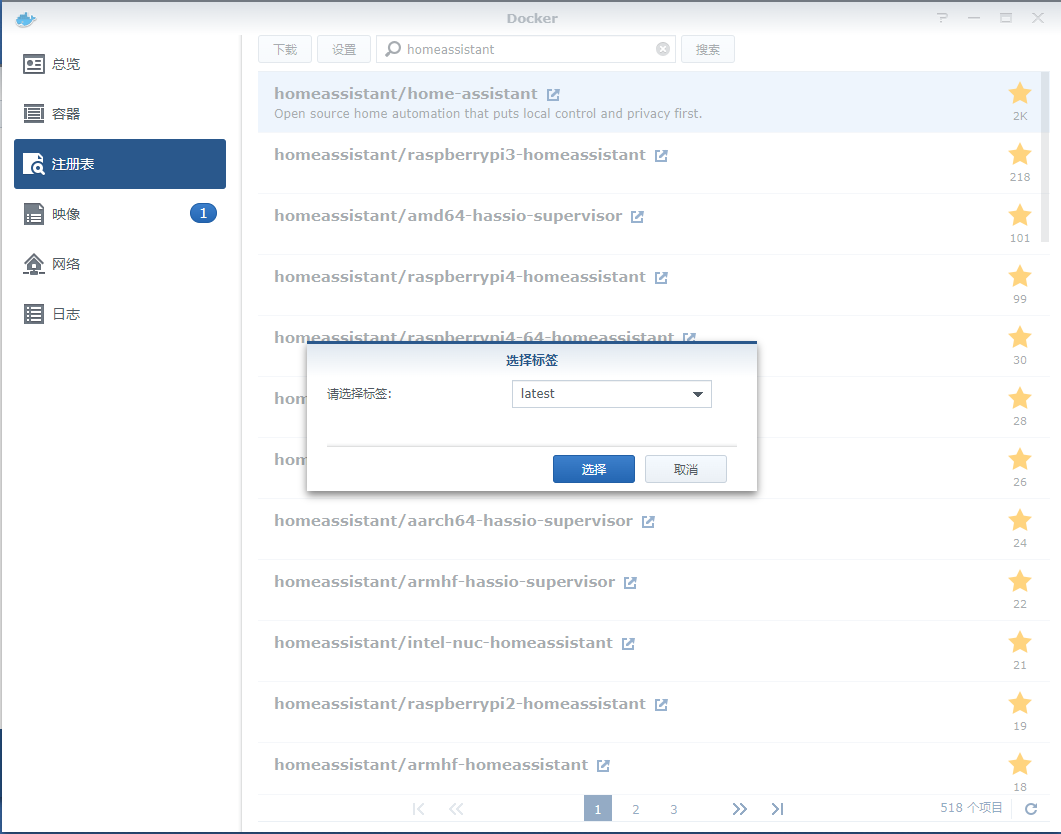 Docker
总览
容器
注册表
映像
1
网络
日志
下载
设置
homeassistant
搜索
homeassistant/home-assistant
Open source home automation that puts local control and privacy first.
2K
homeassistant/raspberrypi3-homeassistant
218
homeassistant/amd64-hassio-supervisor
101
homeassistant/raspberrypi4-homeassistant
99
homeassistant/raspberrypi4-64-homeassistant
30
hom
28
hom
26
选择标签
请选择标签:
latest
选择
取消
homeassistant/aarch64-hassio-supervisor
24
homeassistant/armhf-hassio-supervisor
22
homeassistant/intel-nuc-homeassistant
21
homeassistant/raspberrypi2-homeassistant
19
homeassistant/armhf-homeassistant
18
1 2 3
518 个项目